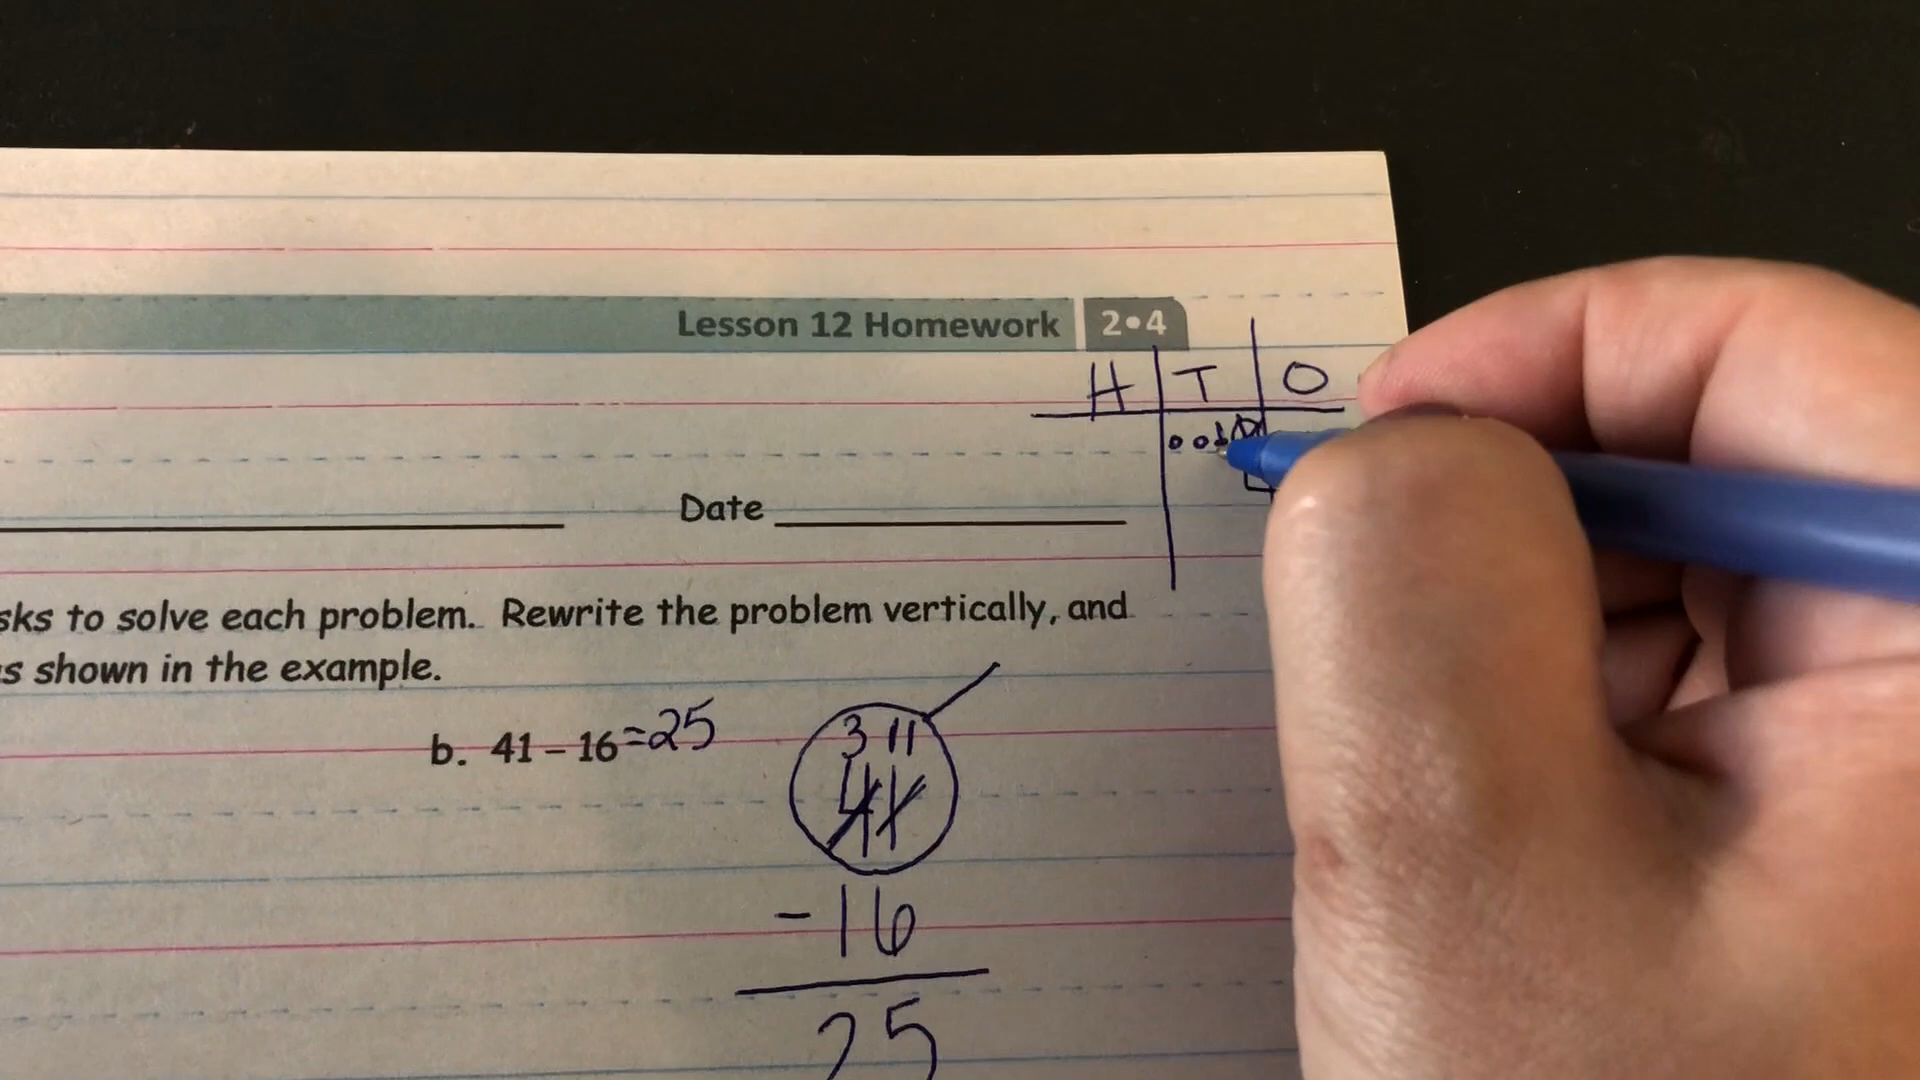 Lesson 12 Homework 2•4
H T O
Date
sks to solve each problem. Rewrite the problem vertically, and
s shown in the example.
b. 41 – 16 =25
3 11
41
-16
25